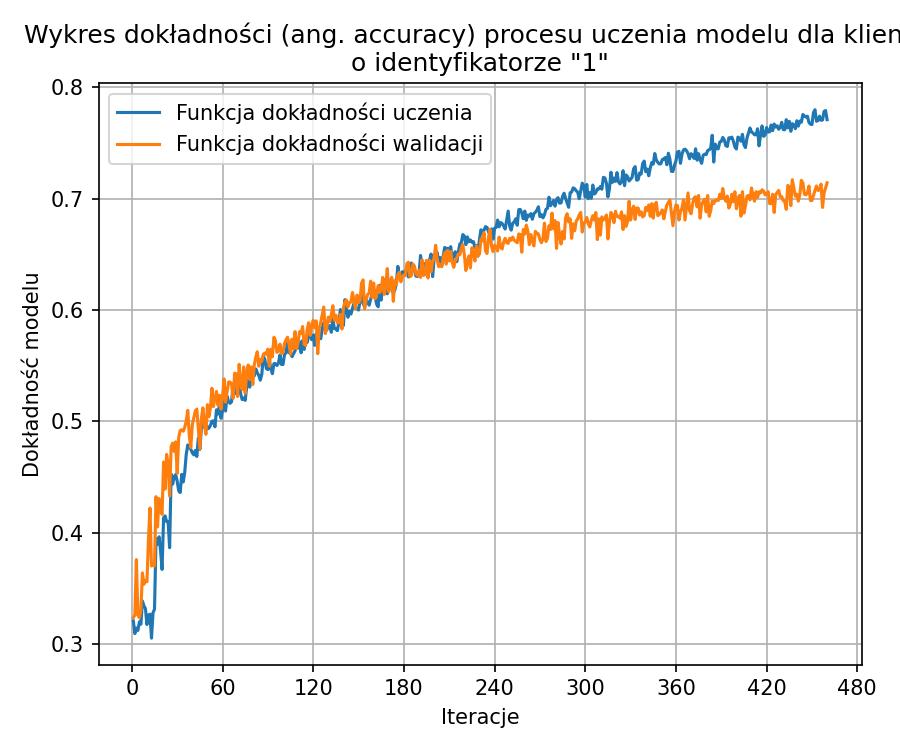 Wykres dokładności (ang. accuracy) procesu uczenia modelu dla klien
o identyfikatorze "1"
Funkcja dokładności uczenia
Funkcja dokładności walidacji
Dokładność modelu
0.8
0.7
0.6
0.5
0.4
0.3
0 60 120 180 240 300 360 420 480
Iteracje